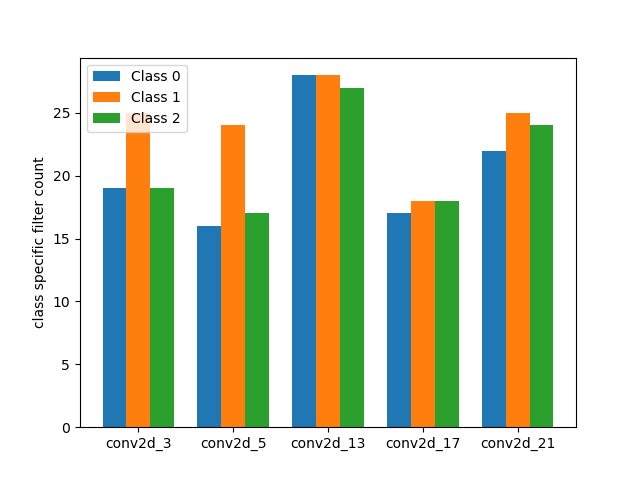 Class 0
Class 1
Class 2
class specific filter count
25
20
15
10
5
0
conv2d_3 conv2d_5 conv2d_13 conv2d_17 conv2d_21